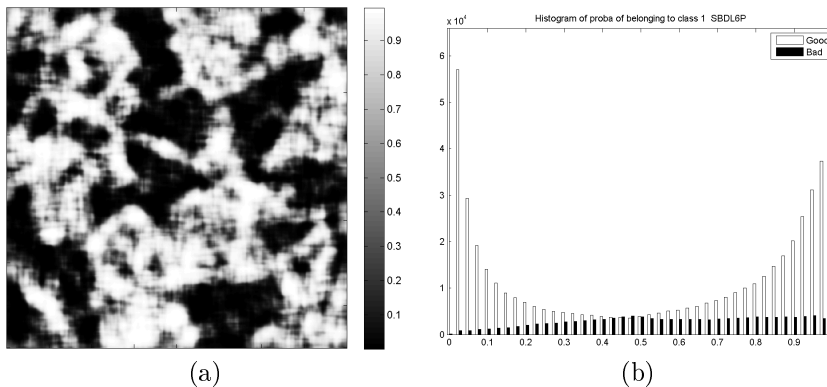 0.9
0.8
0.7
0.6
0.5
0.4
0.3
0.2
0.1
(a)
Histogram of proba of belonging to class 1 SBDL6P
x 10^4
Good
Bad
6
5
4
3
2
1
0
0 0.1 0.2 0.3 0.4 0.5 0.6 0.7 0.8 0.9
(b)